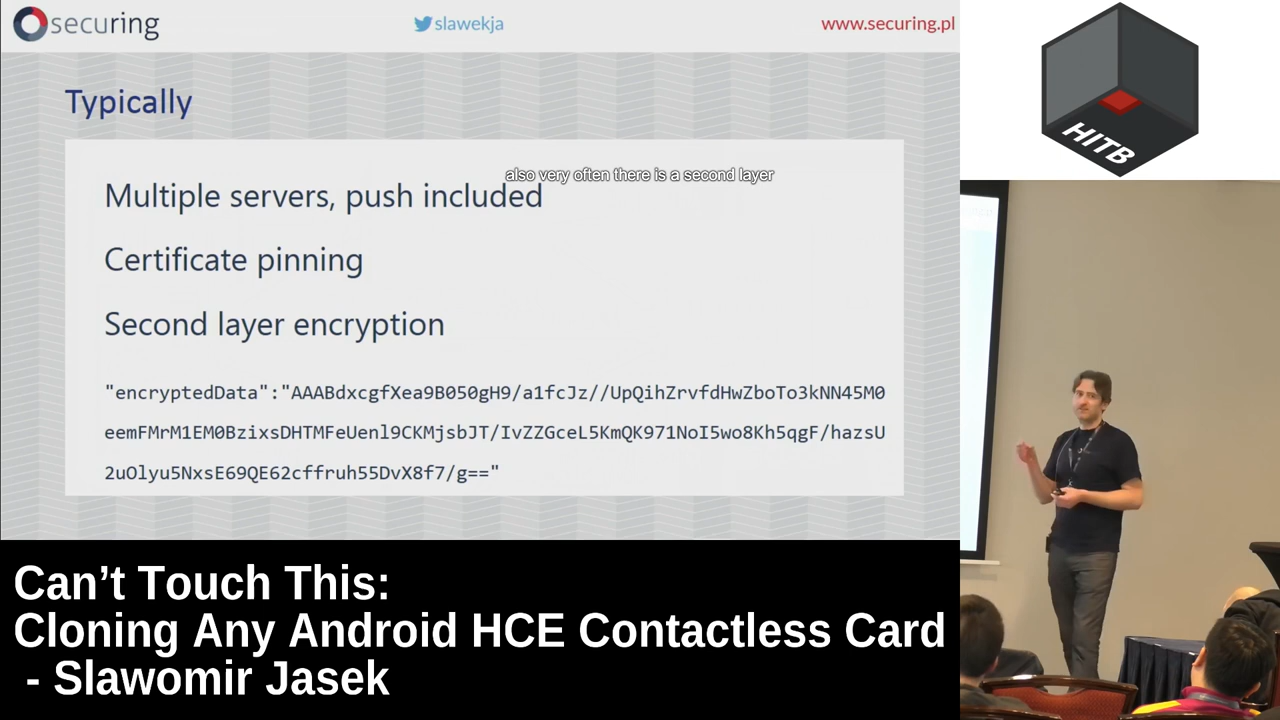 securing
slawekja
www.securing.pl
HITB
Typically
also very often there is a second layer
Multiple servers, push included
Certificate pinning
Second layer encryption
"encryptedData":"AAABdxcgfXea9B050gH9/a1fcJz//UpQihZrvfdHwZboTo3kNN45M0
eemFMrM1EM0BzixsDHTMFeUenl9CKMjsbJT/IvZZGceL5KmQK971NoI5wo8Kh5qgF/hazsU
2uOlyu5NxsE69QE62cffruh55DvX8f7/g=="
Can’t Touch This:
Cloning Any Android HCE Contactless Card
- Slawomir Jasek